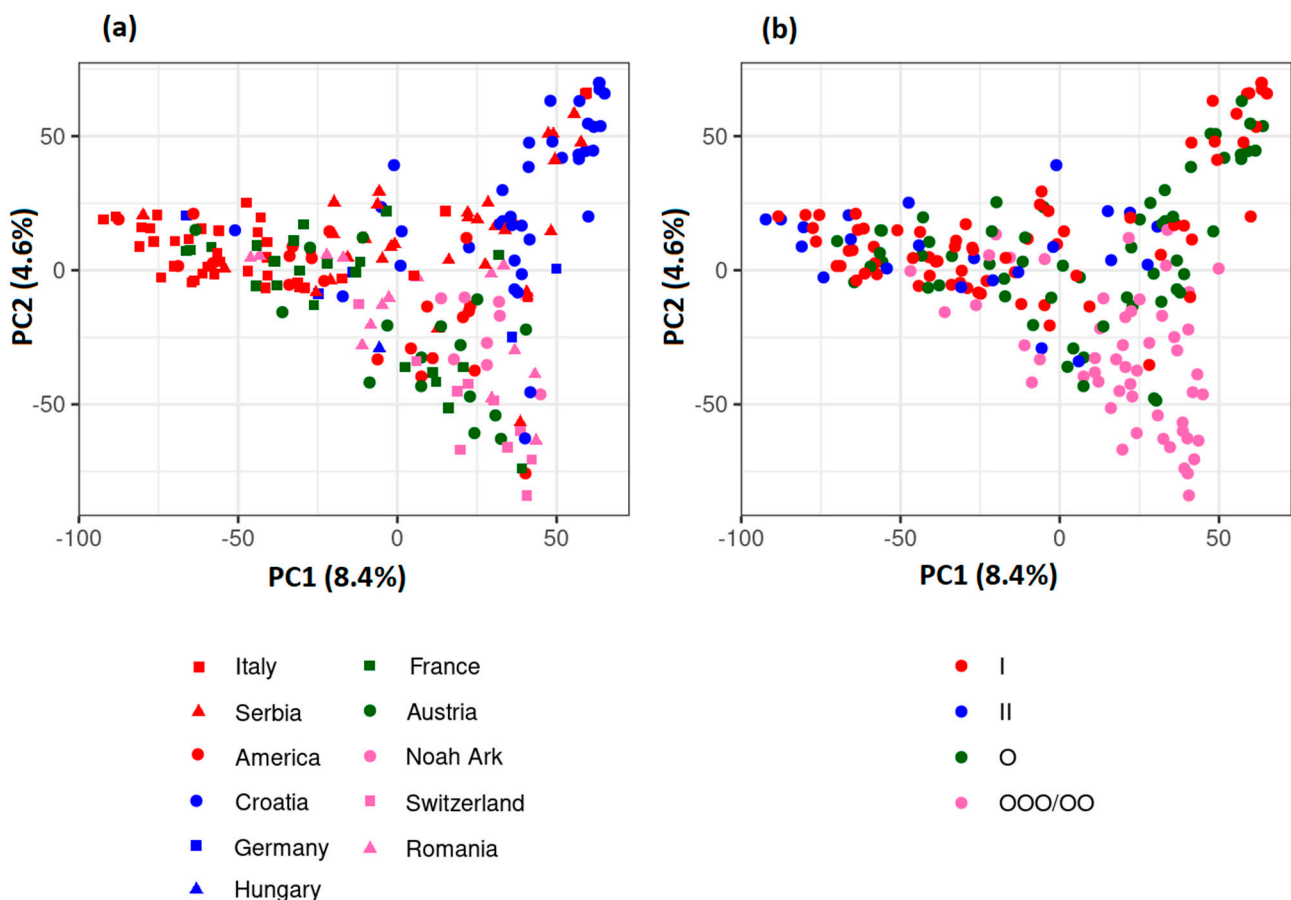 (a)
(b)
PC2 (4.6%)
50
0
-50
-100
-50
0
50
PC1 (8.4%)
PC2 (4.6%)
50
0
-50
-100
-50
0
50
PC1 (8.4%)
Italy
Serbia
America
Croatia
Germany
Hungary
France
Austria
Noah Ark
Switzerland
Romania
I
II
O
OOO/OO